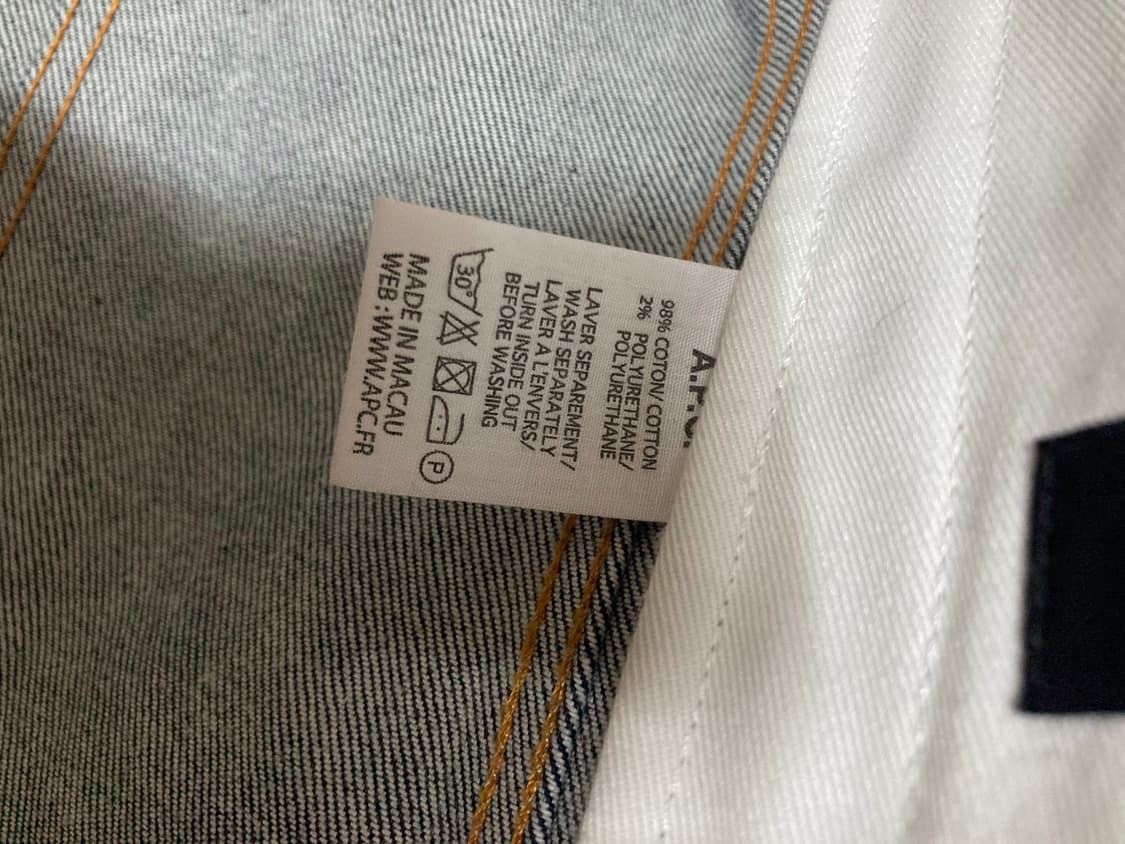 A.P.C.
98% COTON/ COTTON
2% POLYURETHANE/
POLYURETHANE
LAVER SEPAREMENT/
WASH SEPARATELY
LAVER A L'ENVERS/
TURN INSIDE OUT
BEFORE WASHING
30° P
MADE IN MACAU
WEB : WWW.APC.FR